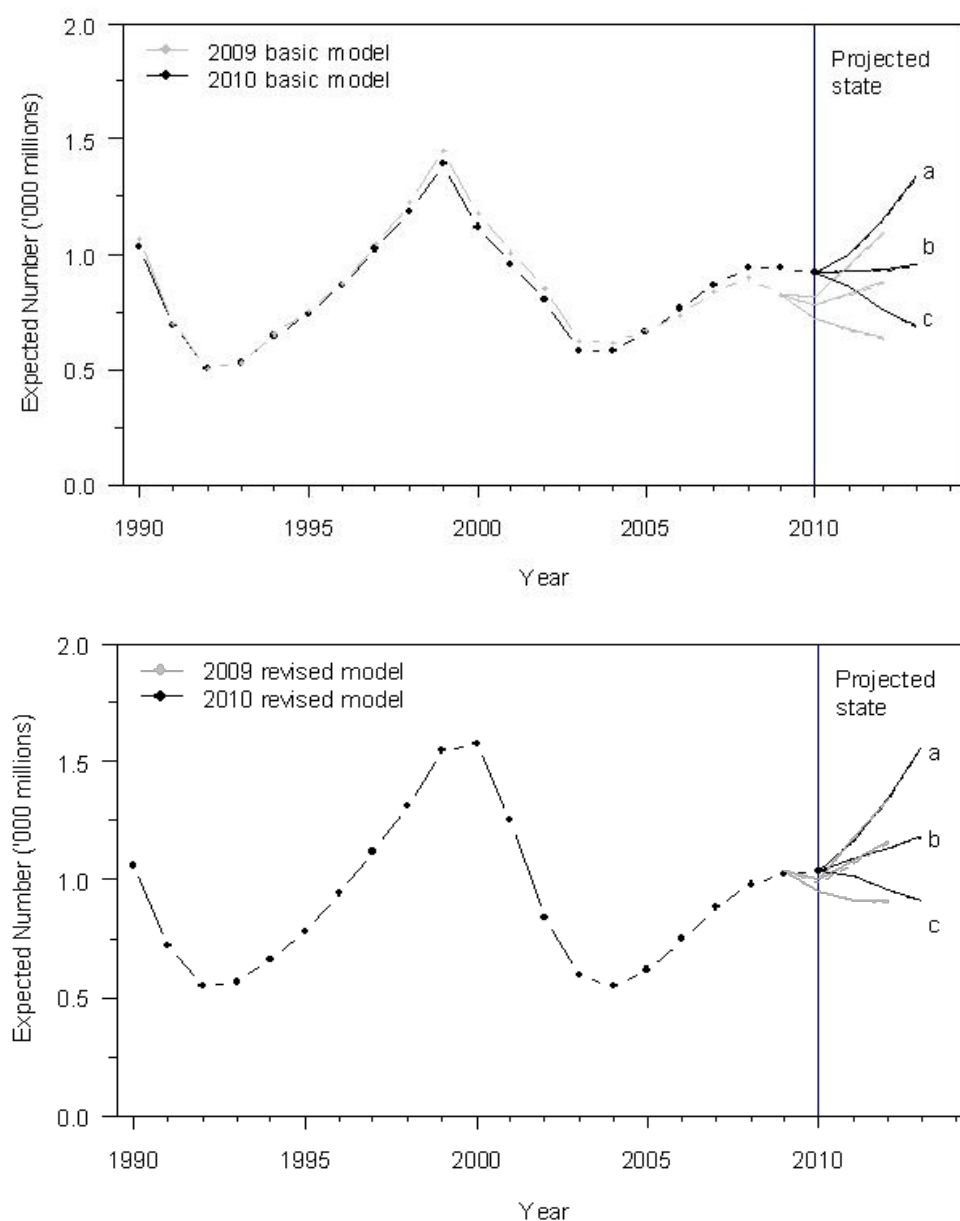 2.0
2009 basic model
2010 basic model
Projected
state
1.5
a
1.0
b
c
0.5
0.0
Expected Number ('000 millions)
1990
1995
2000
2005
2010
Year
2.0
2009 revised model
2010 revised model
Projected
state
1.5
a
1.0
b
c
0.5
0.0
Expected Number ('000 millions)
1990
1995
2000
2005
2010
Year